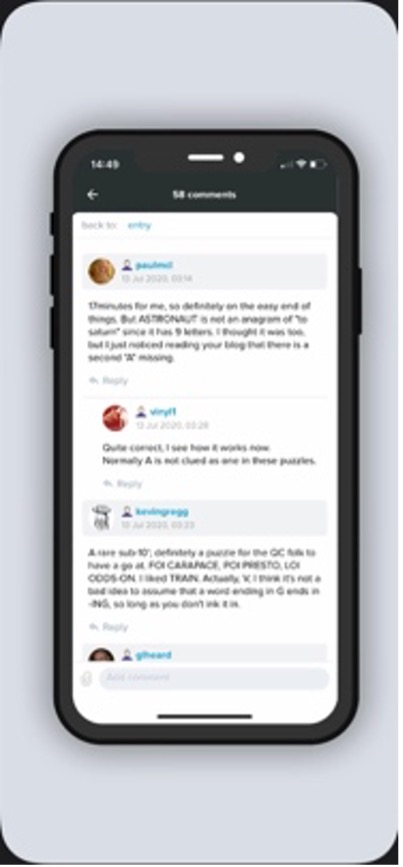 14:49
58 comments
back to: entry
paulmcl
13 Jul 2020, 00:14
17minutes for me, so definitely on the easy end of
things. But ASTRONAUT is not an anagram of "to
saturn" since it has 9 letters. I thought it was too,
but I just noticed reading your blog that there is a
second "A" missing.
Reply
vinyl1
13 Jul 2020, 03:28
Quite correct, I see how it works now.
Normally A is not clued as one in these puzzles.
Reply
kevingregg
13 Jul 2020, 00:23
A rare sub-10'; definitely a puzzle for the QC folk to
have a go at. FOI CARAPACE, POI PRESTO, LOI
ODDS-ON. I liked TRAIN. Actually, V, I think it's not a
bad idea to assume that a word ending in G ends in
-ING, so long as you don't ink it in.
Reply
glheard
Add comment